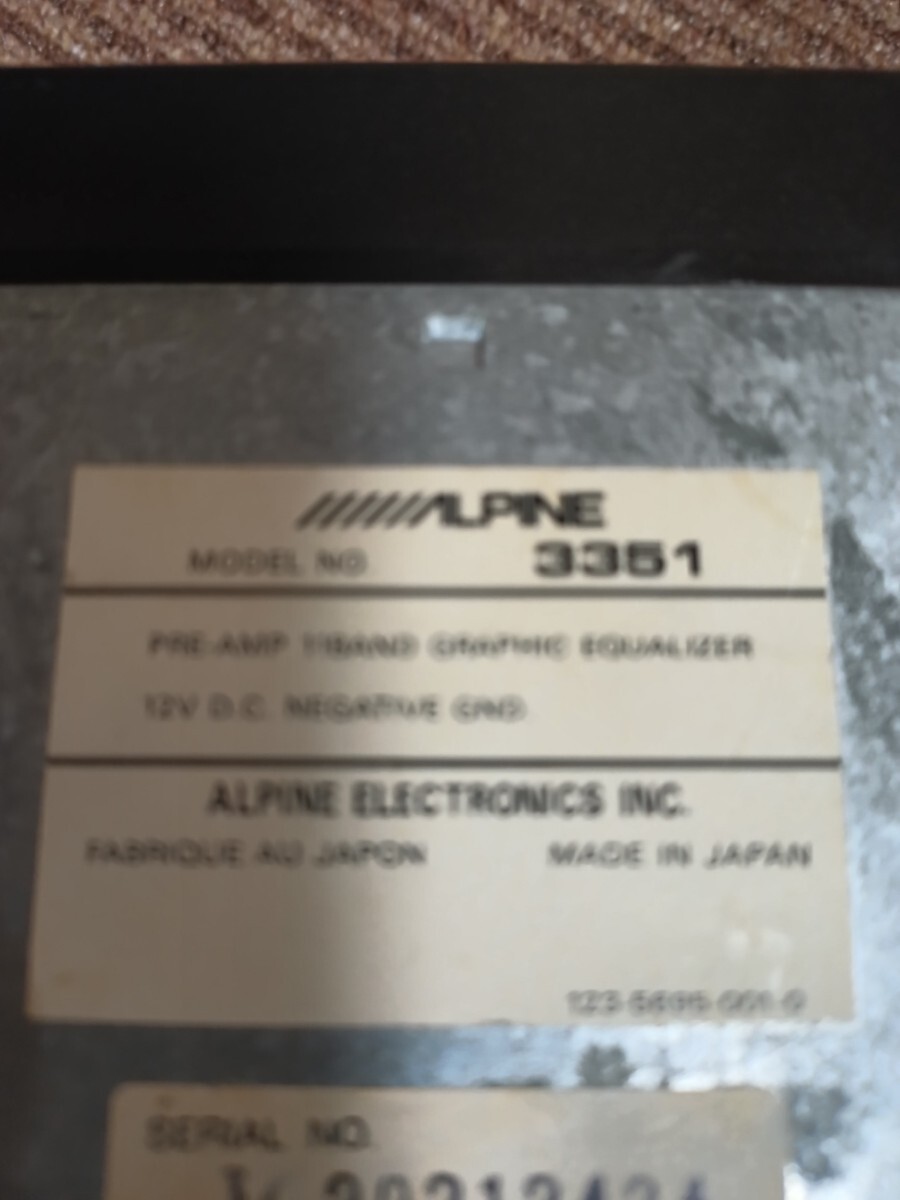 ALPINE
MODEL NO. 3351
PRE-AMP 11BAND GRAPHIC EQUALIZER
12V D.C. NEGATIVE GND.
ALPINE ELECTRONICS INC.
FABRIQUE AU JAPON MADE IN JAPAN
SERIAL NO.